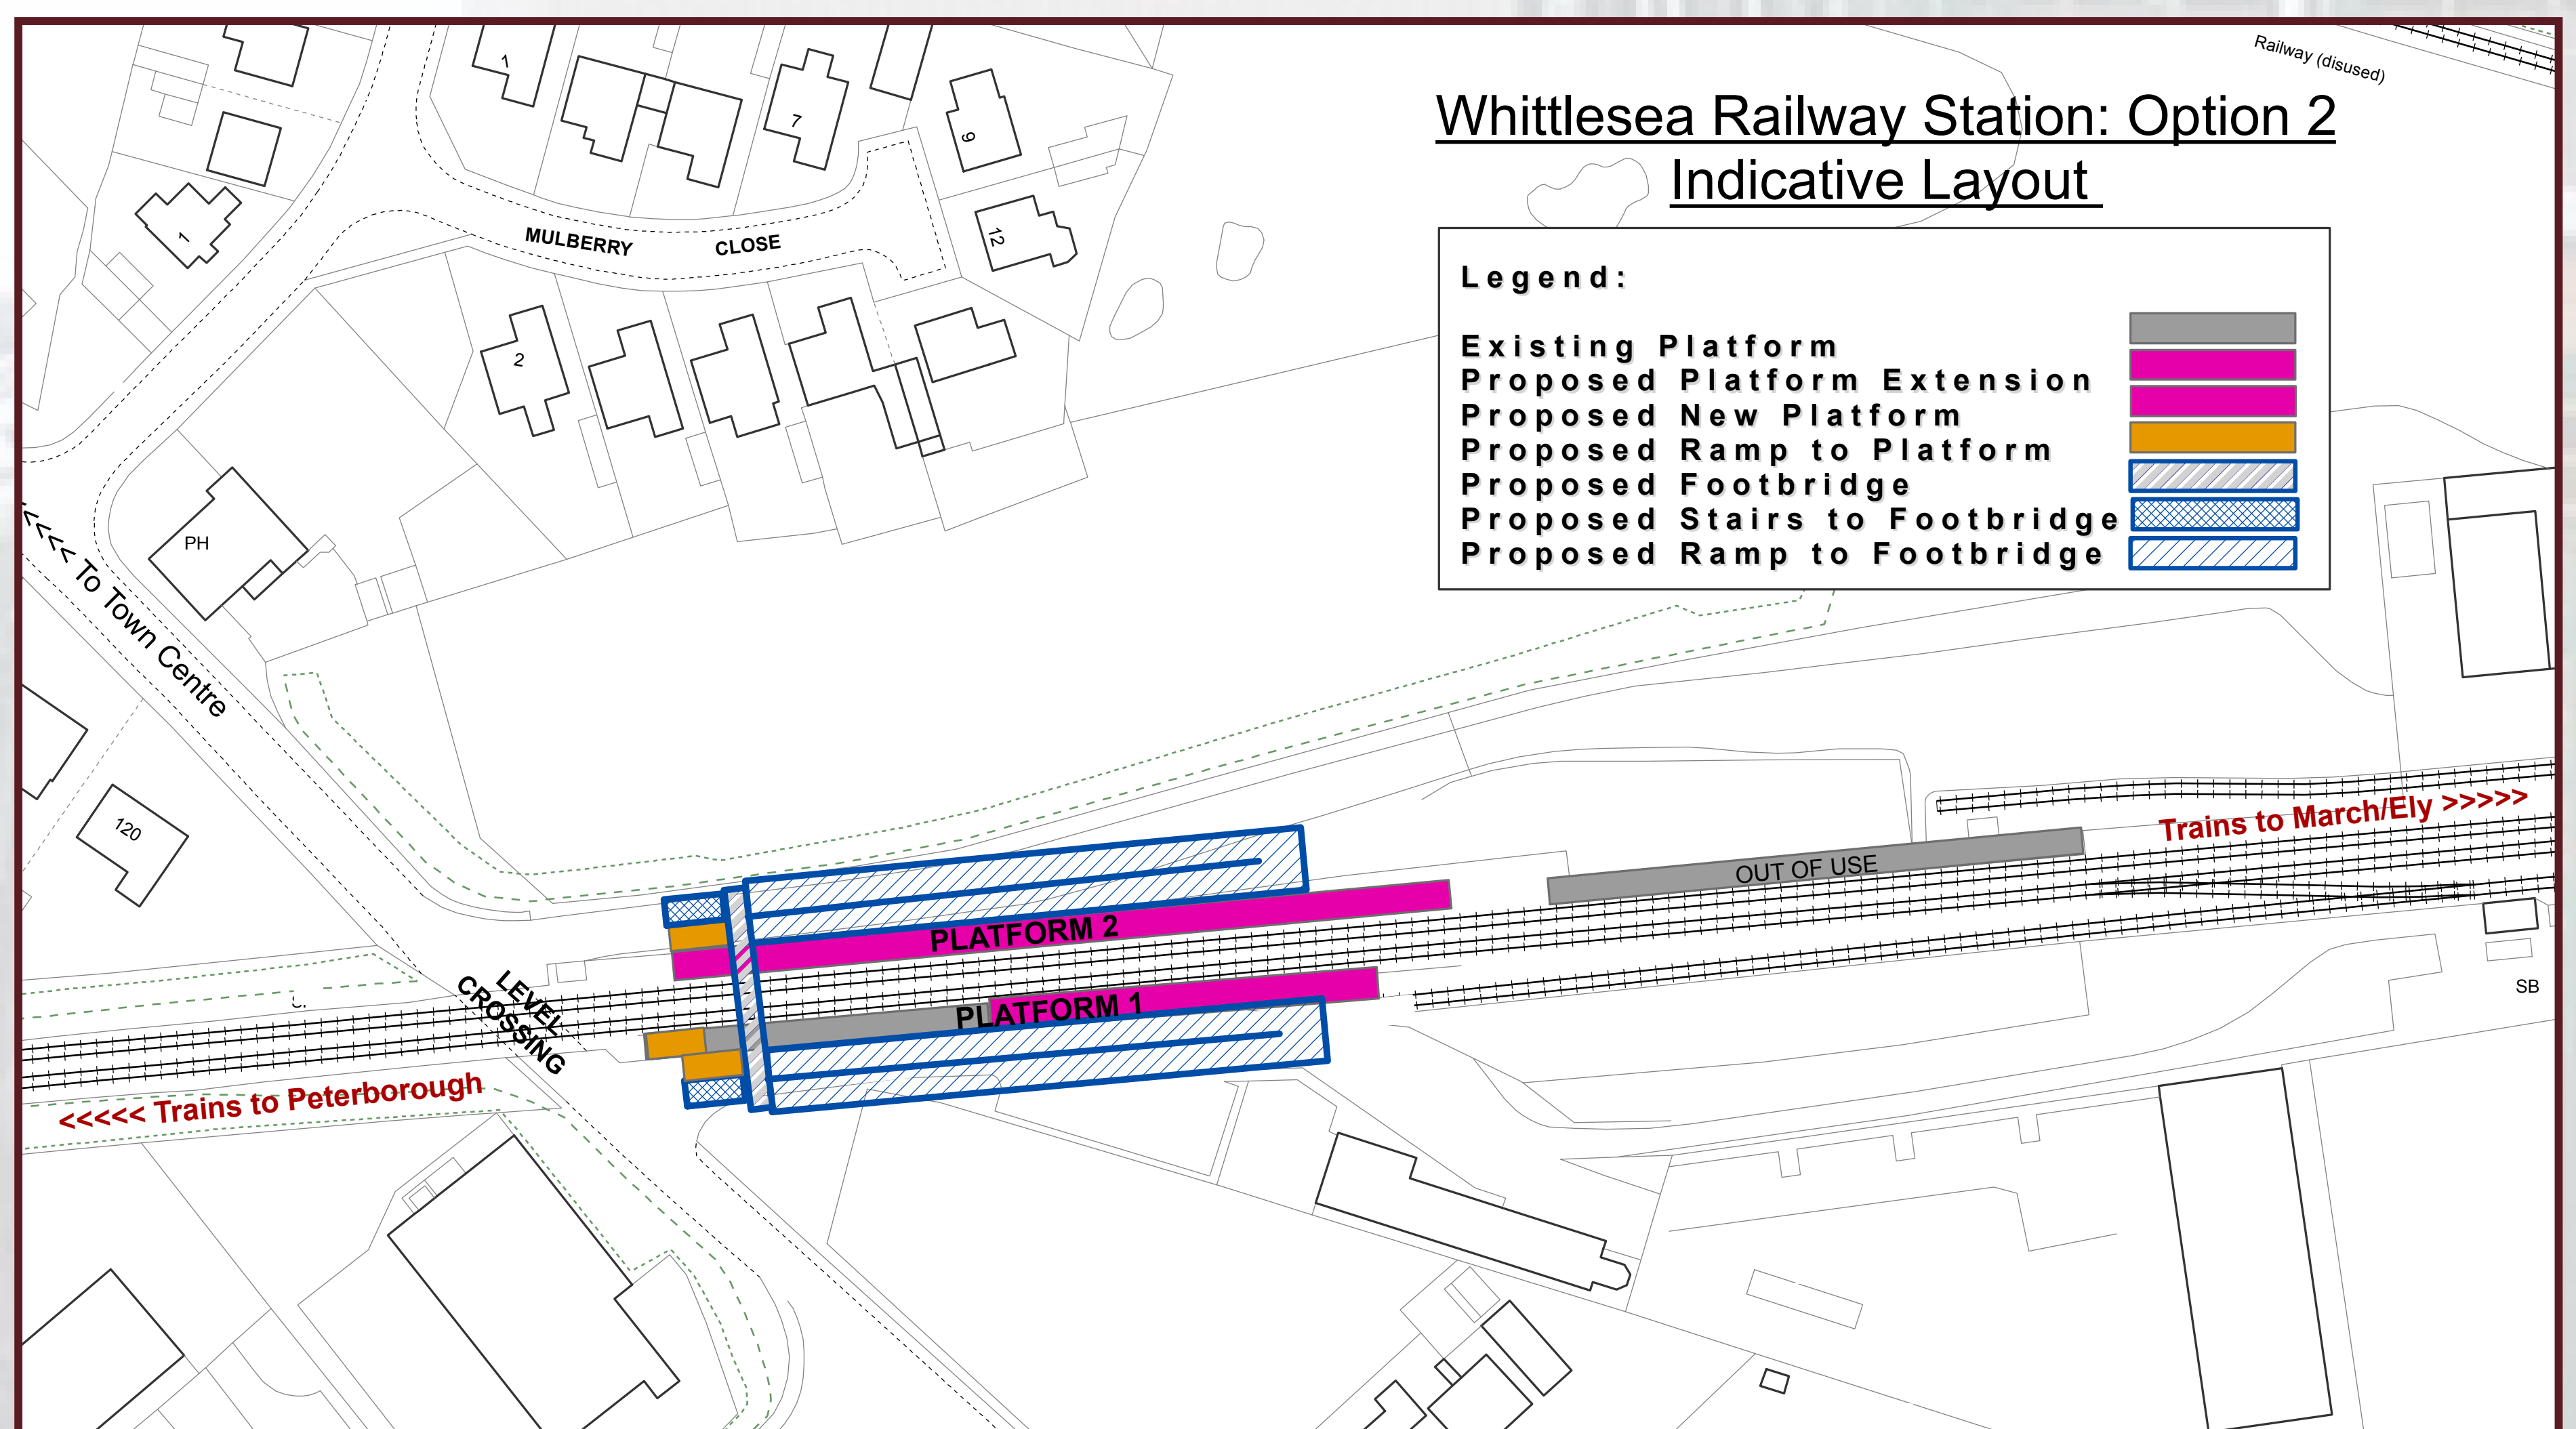 Railway (disused)
Whittlesea Railway Station: Option 2
Indicative Layout
Legend:
Existing Platform
Proposed Platform Extension
Proposed New Platform
Proposed Ramp to Platform
Proposed Footbridge
Proposed Stairs to Footbridge
Proposed Ramp to Footbridge
1
7
9
1
MULBERRY CLOSE
12
2
PH
<<<< To Town Centre
120
Trains to March/Ely >>>>>
OUT OF USE
PLATFORM 2
PLATFORM 1
LEVEL
CROSSING
SB
<<<<< Trains to Peterborough